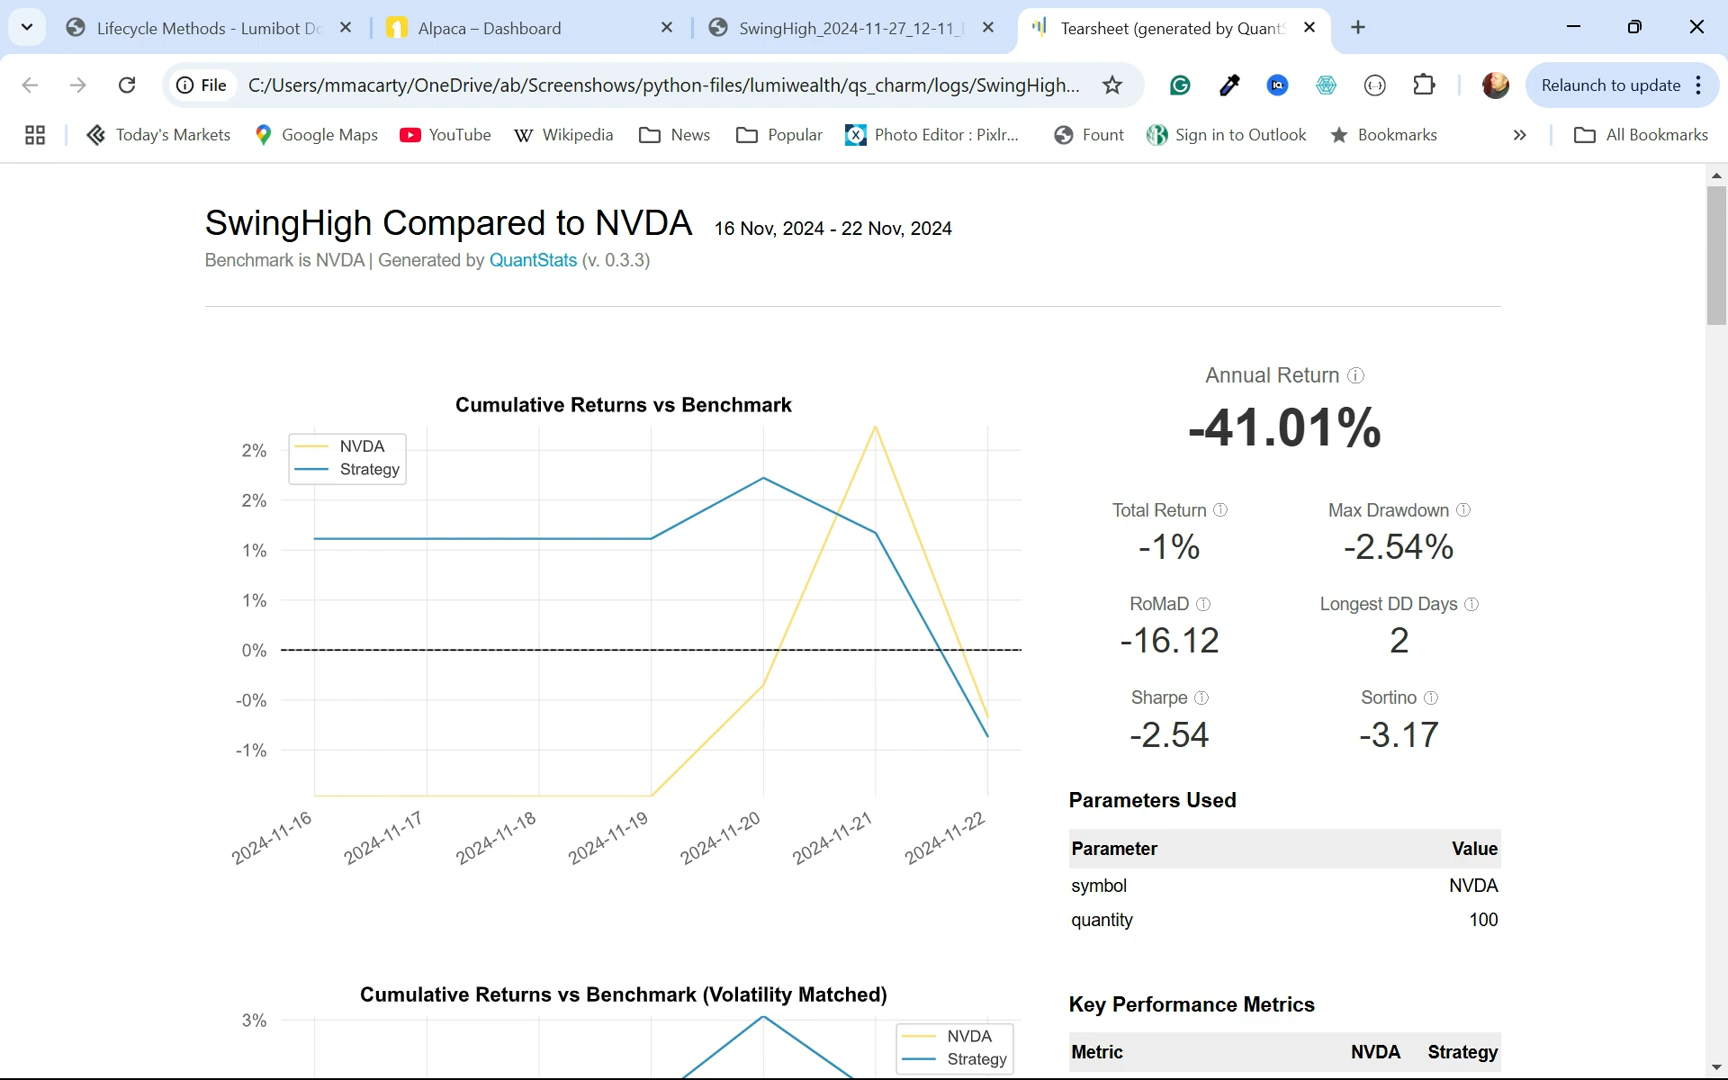 Lifecycle Methods - Lumibot Do
Alpaca – Dashboard
SwingHigh_2024-11-27_12-11_
Tearsheet (generated by QuantS
File
C:/Users/mmacarty/OneDrive/ab/Screenshows/python-files/lumiwealth/qs_charm/logs/SwingHigh...
Relaunch to update
Today's Markets
Google Maps
YouTube
Wikipedia
News
Popular
Photo Editor : Pixlr...
Fount
Sign in to Outlook
Bookmarks
»
All Bookmarks
SwingHigh Compared to NVDA 16 Nov, 2024 - 22 Nov, 2024
Benchmark is NVDA | Generated by QuantStats (v. 0.3.3)
Cumulative Returns vs Benchmark
NVDA
Strategy
2%
2%
1%
1%
0%
-0%
-1%
2024-11-16
2024-11-17
2024-11-18
2024-11-19
2024-11-20
2024-11-21
2024-11-22
Cumulative Returns vs Benchmark (Volatility Matched)
3%
NVDA
Strategy
Annual Return
-41.01%
Total Return
-1%
Max Drawdown
-2.54%
RoMaD
-16.12
Longest DD Days
2
Sharpe
-2.54
Sortino
-3.17
Parameters Used
Parameter Value
symbol NVDA
quantity 100
Key Performance Metrics
Metric NVDA Strategy